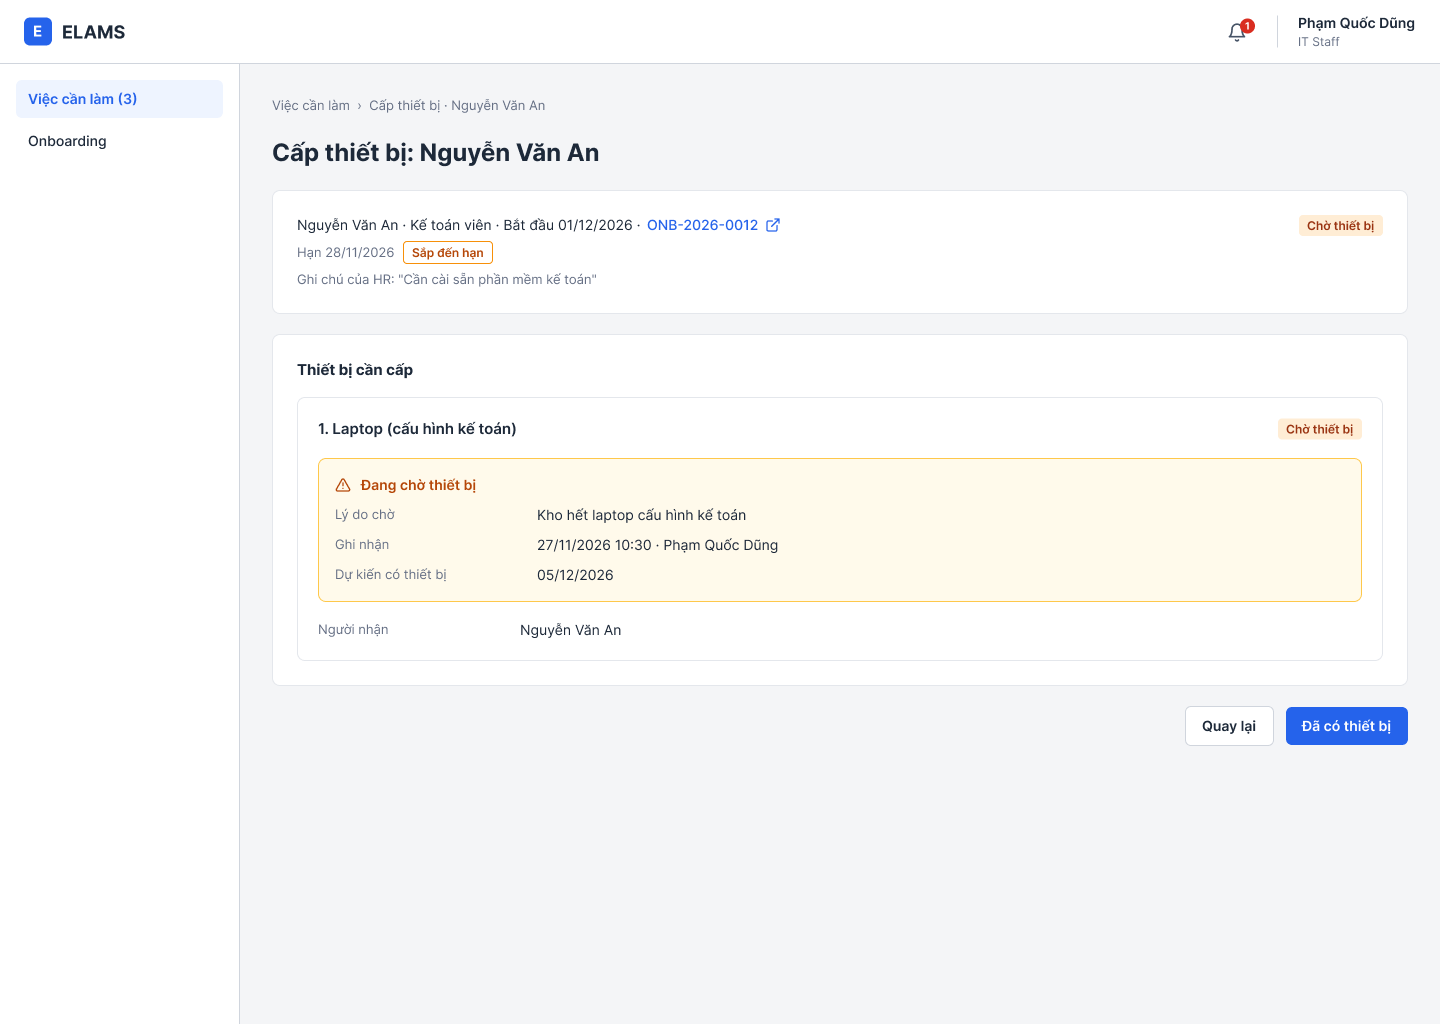 E ELAMS
1
Phạm Quốc Dũng
IT Staff
Việc cần làm (3)
Onboarding
Việc cần làm › Cấp thiết bị · Nguyễn Văn An
Cấp thiết bị: Nguyễn Văn An
Nguyễn Văn An · Kế toán viên · Bắt đầu 01/12/2026 · ONB-2026-0012
Chờ thiết bị
Hạn 28/11/2026 Sắp đến hạn
Ghi chú của HR: "Cần cài sẵn phần mềm kế toán"
Thiết bị cần cấp
1. Laptop (cấu hình kế toán)
Chờ thiết bị
Đang chờ thiết bị
Lý do chờ Kho hết laptop cấu hình kế toán
Ghi nhận 27/11/2026 10:30 · Phạm Quốc Dũng
Dự kiến có thiết bị 05/12/2026
Người nhận Nguyễn Văn An
Quay lại
Đã có thiết bị